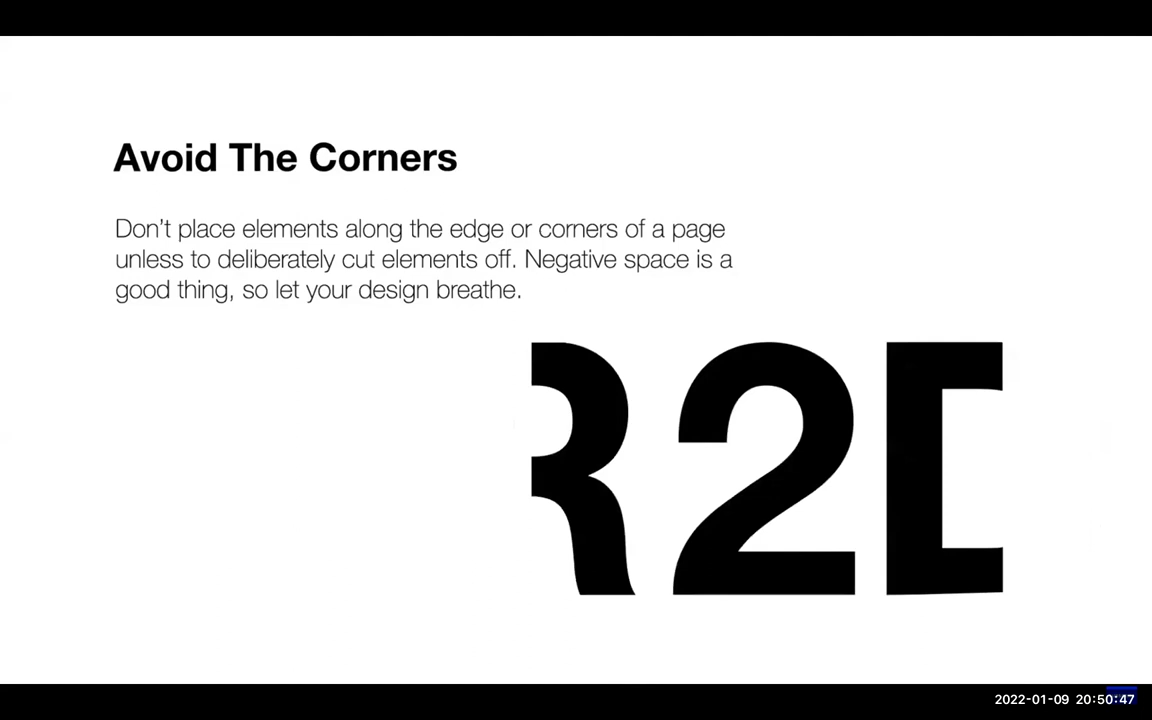 Avoid The Corners
Don’t place elements along the edge or corners of a page
unless to deliberately cut elements off. Negative space is a
good thing, so let your design breathe.
R2D
2022-01-09 20:50:47